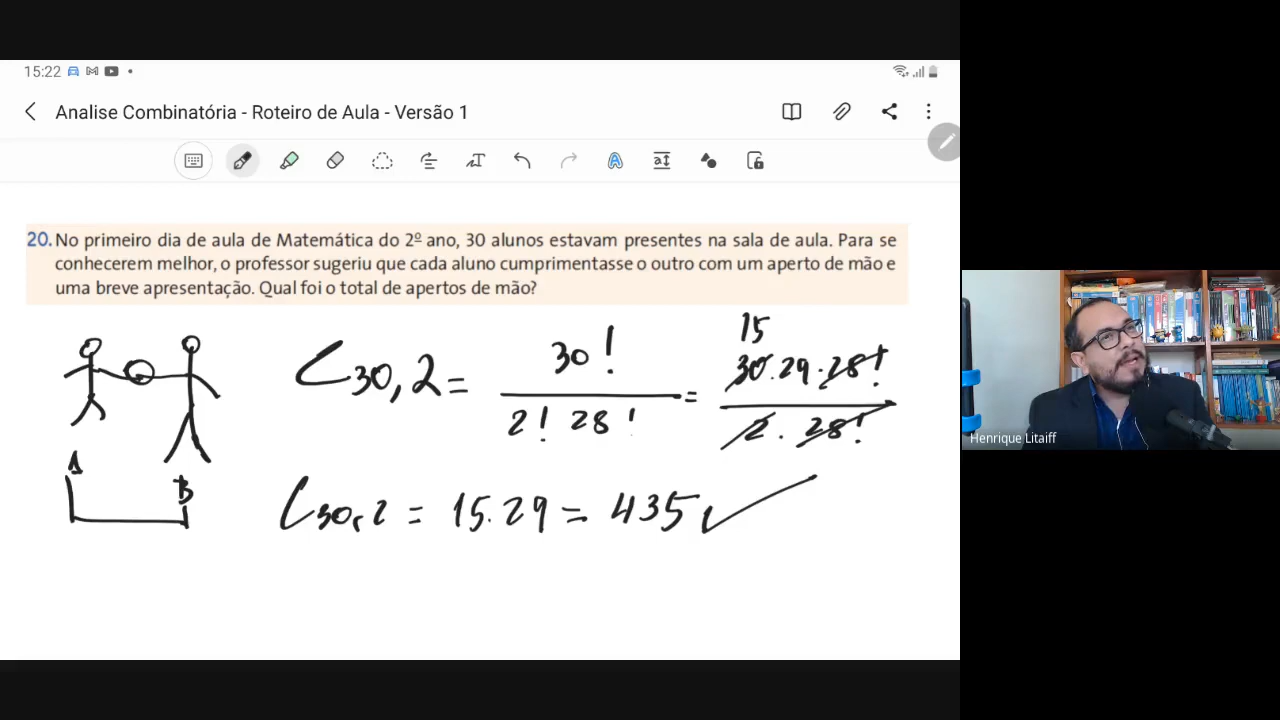 15:22
Analise Combinatória - Roteiro de Aula - Versão 1
20. No primeiro dia de aula de Matemática do 2º ano, 30 alunos estavam presentes na sala de aula. Para se
conhecerem melhor, o professor sugeriu que cada aluno cumprimentasse o outro com um aperto de mão e
uma breve apresentação. Qual foi o total de apertos de mão?
15
C30,2 = 30! / 2! 28! = 30.29.28! / 2.28!
A
B
C30,2 = 15.29 = 435 ✓
Henrique Litaiff